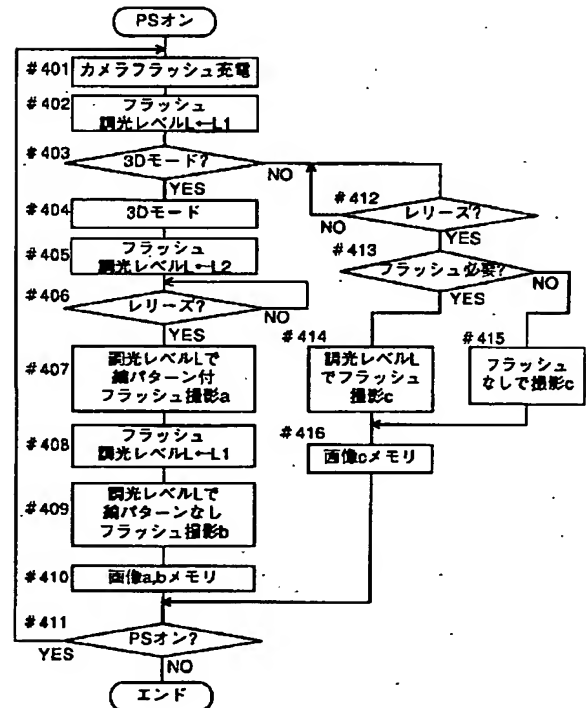 PSオン
#401
カメラフラッシュ充電
#402
フラッシュ
調光レベルL←L1
#403
3Dモード?
NO
YES
#404
3Dモード
#405
フラッシュ
調光レベルL←L2
#406
レリーズ?
NO
YES
#407
調光レベルLで
縞パターン付
フラッシュ撮影a
#408
フラッシュ
調光レベルL←L1
#409
調光レベルLで
縞パターンなし
フラッシュ撮影b
#410
画像a,bメモリ
#411
PSオン?
YES
NO
エンド
#412
レリーズ?
NO
YES
#413
フラッシュ必要?
NO
YES
#414
調光レベルL
でフラッシュ
撮影c
#415
フラッシュ
なしで撮影c
#416
画像cメモリ